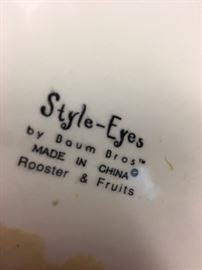 Style-Eyes
by Baum Bros™
MADE IN CHINA©
Rooster & Fruits